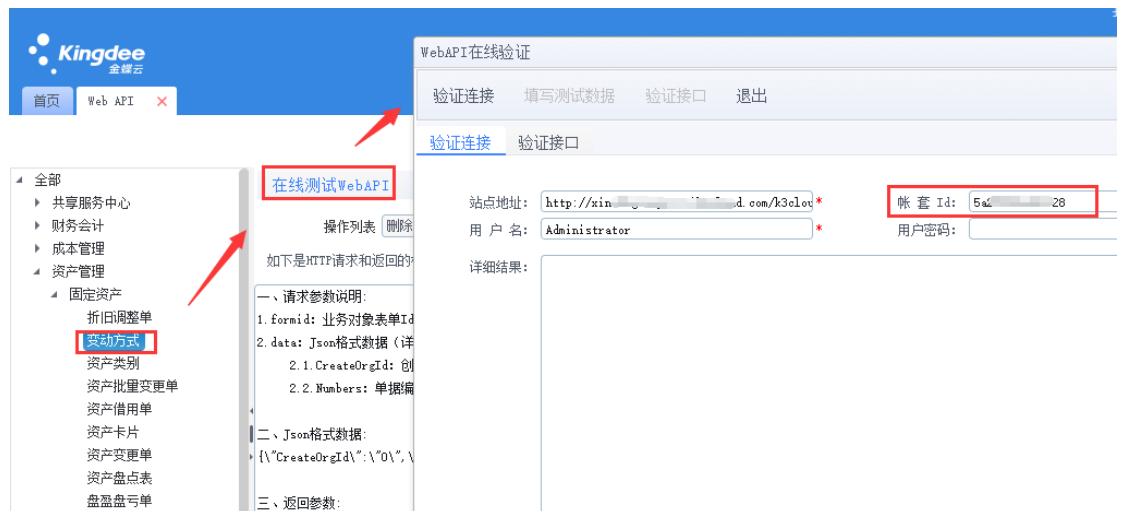 Kingdee
金蝶云
首页 Web API
WebAPI在线验证
验证连接 填写测试数据 验证接口 退出
验证连接 验证接口
全部
共享服务中心
财务会计
成本管理
资产管理
固定资产
折旧调整单
变动方式
资产类别
资产批量变更单
资产借用单
资产卡片
资产变更单
资产盘点表
盘盈盘亏单
在线测试WebAPI
操作列表 删除
如下是HTTP请求和返回的
一、请求参数说明:
1.formid: 业务对象表单Id
2.data: Json格式数据（详
2.1.CreateOrgId: 创
2.2.Numbers: 单据编
二、Json格式数据:
{\"CreateOrgId\":\"0\",\
三、返回参数:
站点地址: http://xin d.com/k3clou * 帐 套 Id: 5a2 28
用 户 名: Administrator * 用户密码:
详细结果: